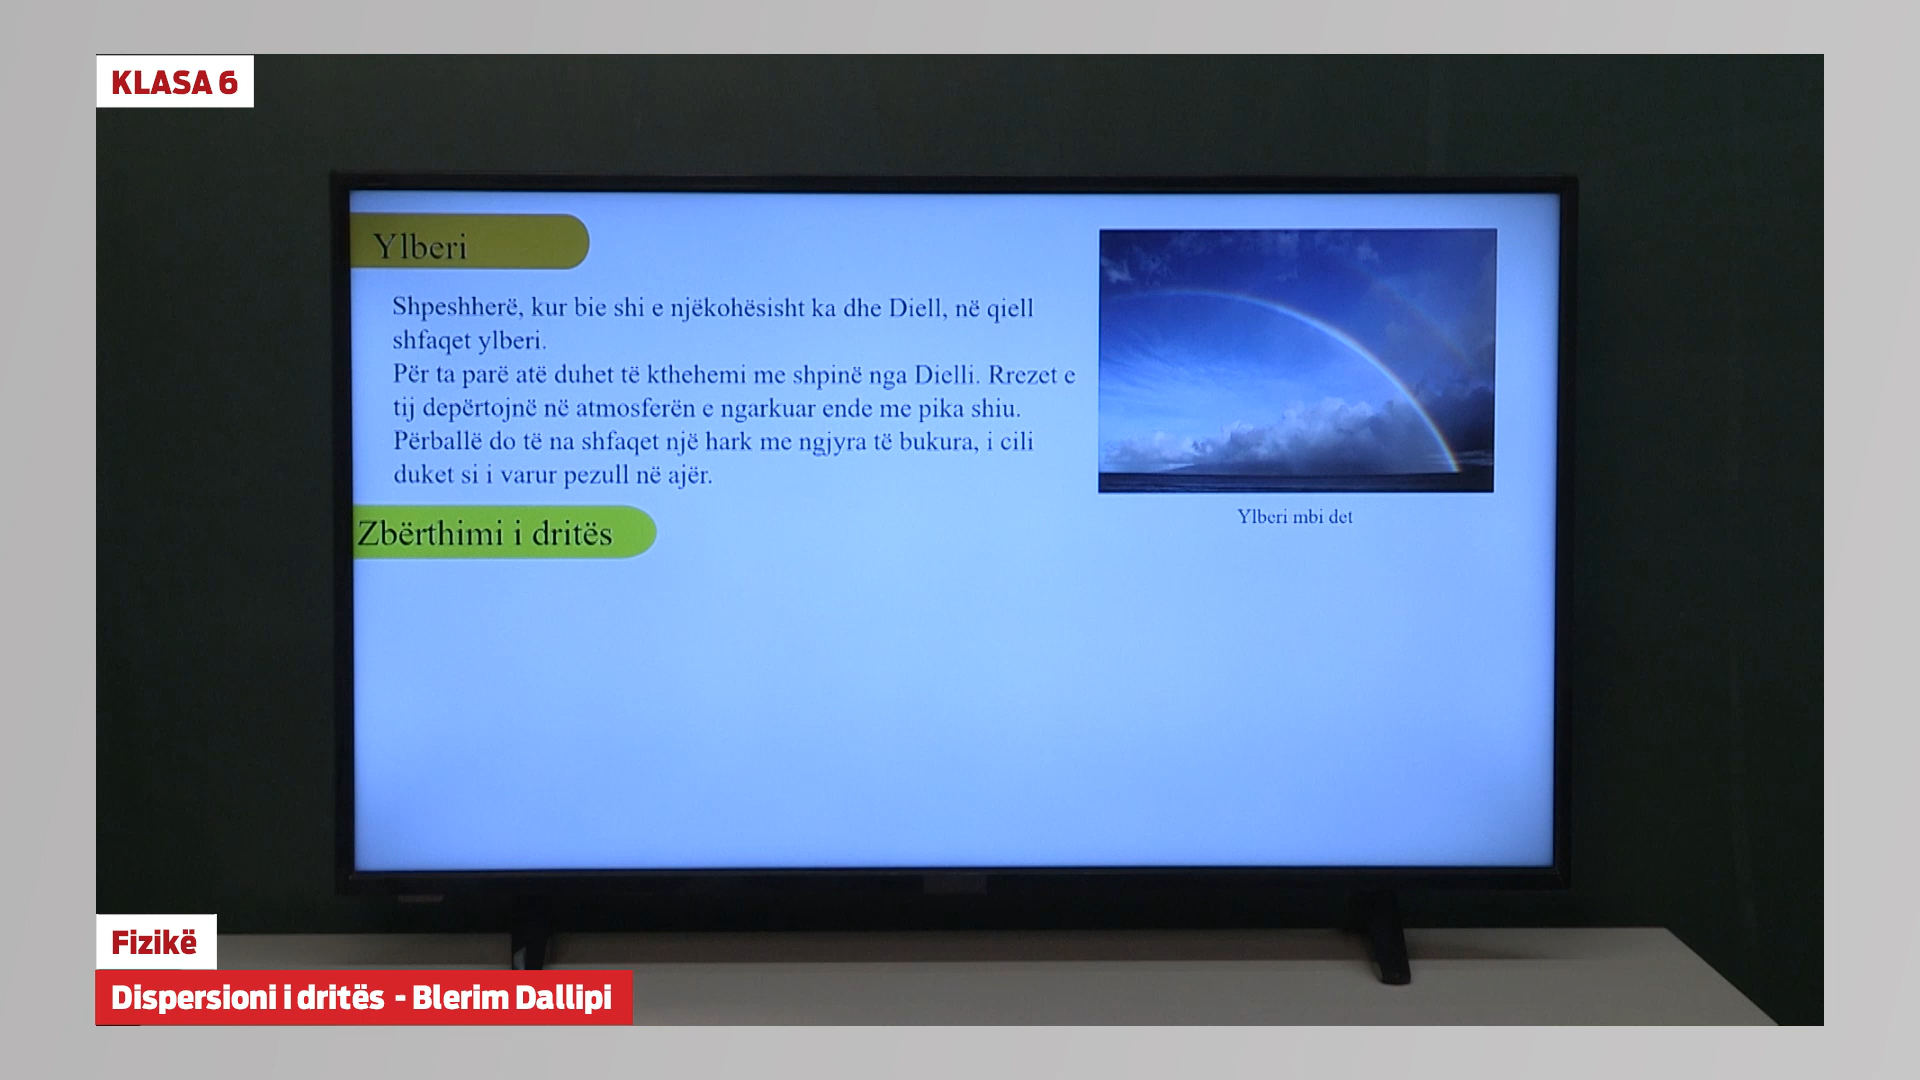 KLASA 6
Ylberi
Shpeshherë, kur bie shi e njëkohësisht ka dhe Diell, në qiell
shfaqet ylberi.
Për ta parë atë duhet të kthehemi me shpinë nga Dielli. Rrezet e
tij depërtojnë në atmosferën e ngarkuar ende me pika shiu.
Përballë do të na shfaqet një hark me ngjyra të bukura, i cili
duket si i varur pezull në ajër.
Ylberi mbi det
Zbërthimi i dritës
Fizikë
Dispersioni i dritës - Blerim Dallipi